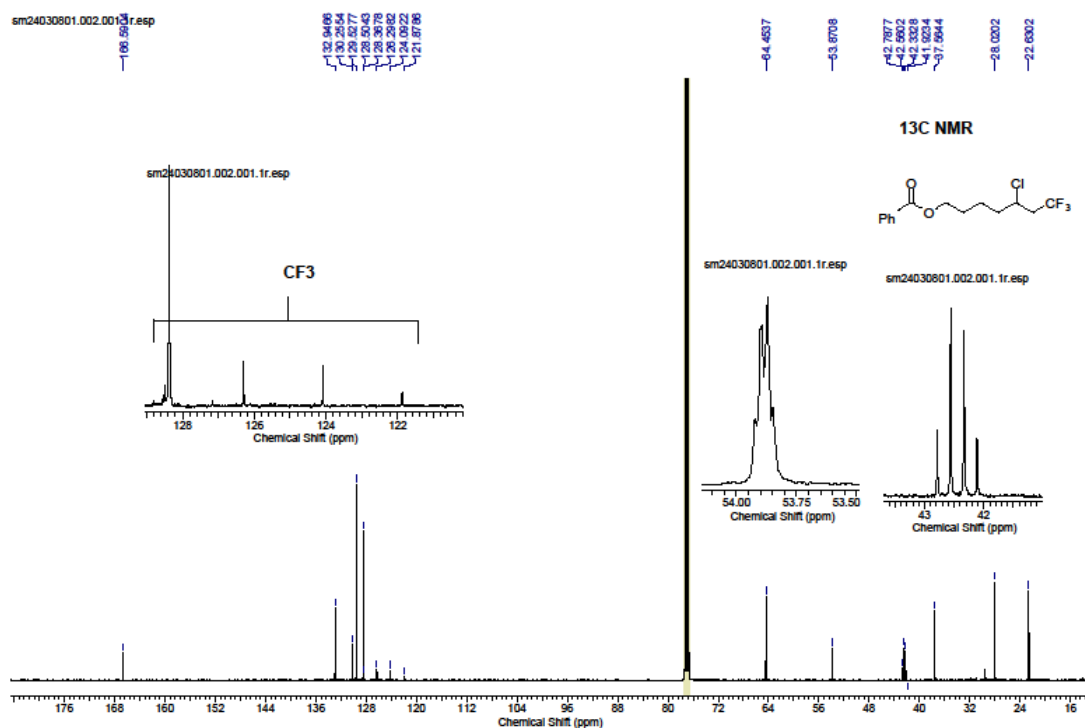 sm24030801.002.001.1r.esp
166.5904
132.9466
130.2554
129.5277
128.5043
128.3678
126.2982
124.0922
121.8786
64.4537
53.8708
42.7877
42.5602
42.3328
41.9234
37.5644
28.0202
22.6302
13C NMR
O
Cl
Ph
O
CF3
sm24030801.002.001.1r.esp
CF3
128 126 124 122
Chemical Shift (ppm)
sm24030801.002.001.1r.esp
54.00 53.75 53.50
Chemical Shift (ppm)
sm24030801.002.001.1r.esp
43 42
Chemical Shift (ppm)
176 168 160 152 144 136 128 120 112 104 96 88 80 72 64 56 48 40 32 24 16
Chemical Shift (ppm)